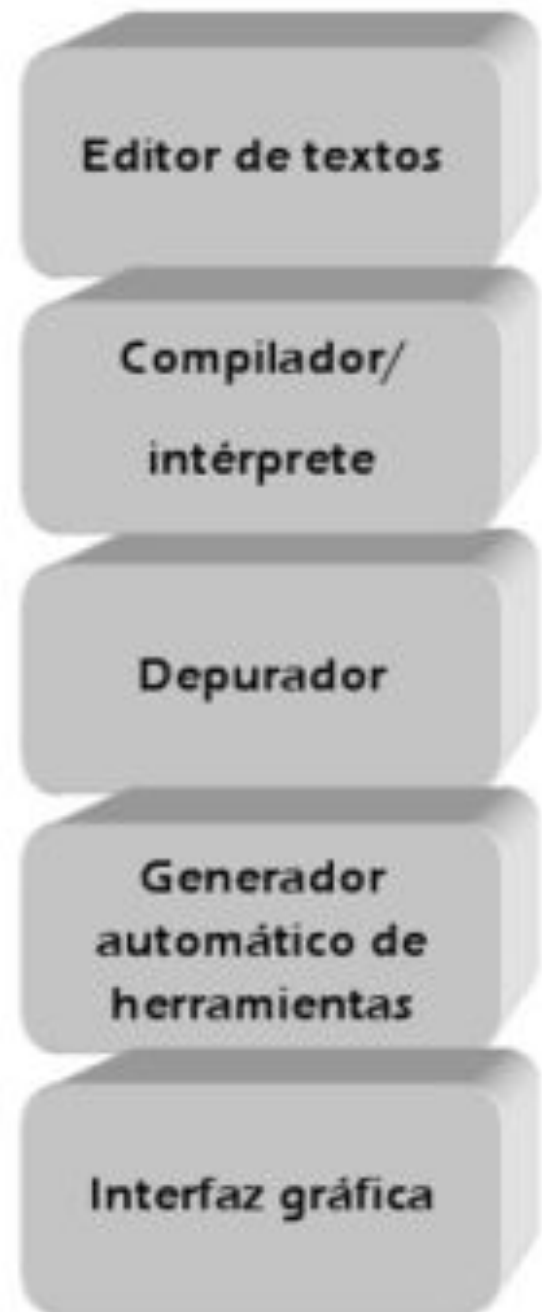 Editor de textos
Compilador/
intérprete
Depurador
Generador
automático de
herramientas
Interfaz gráfica